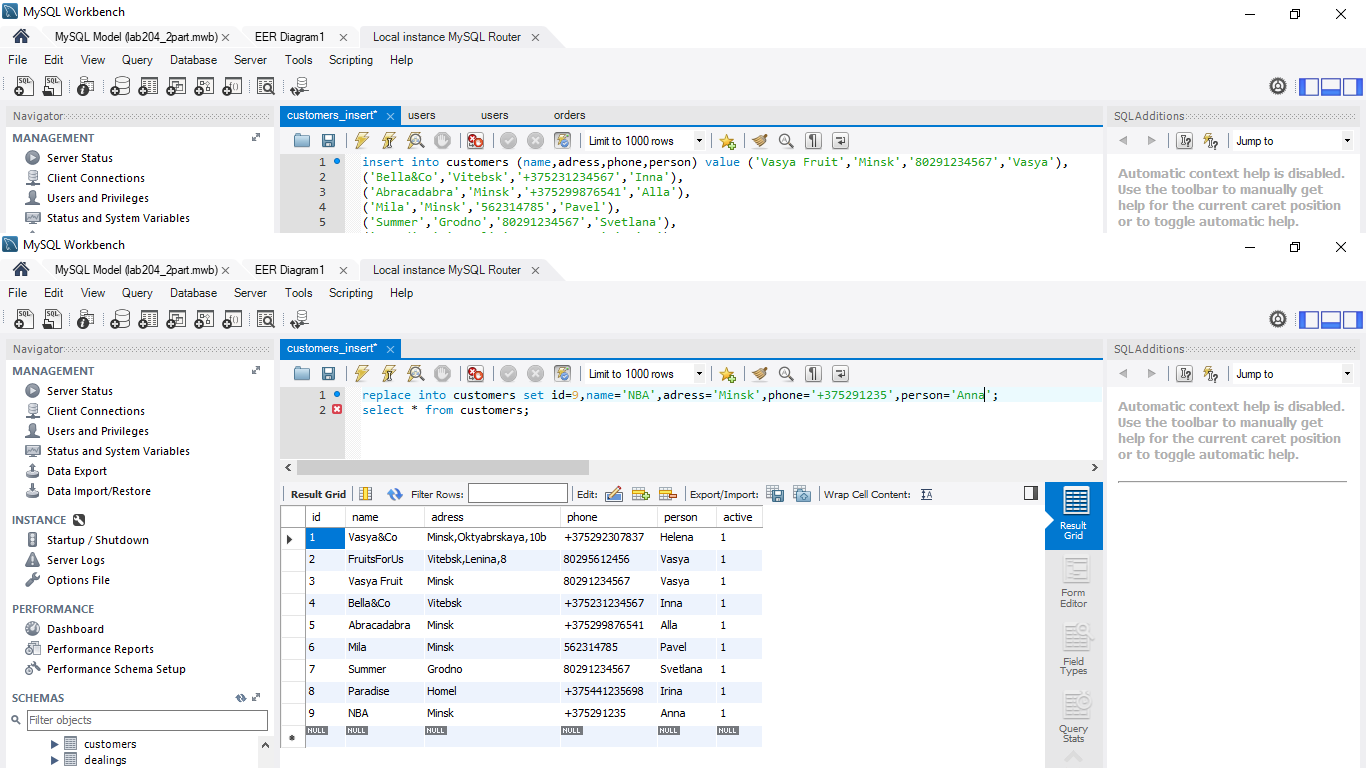 MySQL Workbench
MySQL Model (lab204_2part.mwb) EER Diagram1 Local instance MySQL Router
File Edit View Query Database Server Tools Scripting Help
Navigator
MANAGEMENT
Server Status
Client Connections
Users and Privileges
Status and System Variables
customers_insert* users users orders
Limit to 1000 rows
1 insert into customers (name,adress,phone,person) value ('Vasya Fruit','Minsk','80291234567','Vasya'),
2 ('Bella&Co','Vitebsk','+375231234567','Inna'),
3 ('Abracadabra','Minsk','+375299876541','Alla'),
4 ('Mila','Minsk','562314785','Pavel'),
5 ('Summer','Grodno','80291234567','Svetlana'),
SQLAdditions
Jump to
Automatic context help is disabled.
Use the toolbar to manually get
help for the current caret position
or to toggle automatic help.
MySQL Workbench
MySQL Model (lab204_2part.mwb) EER Diagram1 Local instance MySQL Router
File Edit View Query Database Server Tools Scripting Help
Navigator
MANAGEMENT
Server Status
Client Connections
Users and Privileges
Status and System Variables
Data Export
Data Import/Restore
INSTANCE
Startup / Shutdown
Server Logs
Options File
PERFORMANCE
Dashboard
Performance Reports
Performance Schema Setup
SCHEMAS
Filter objects
customers
dealings
customers_insert*
Limit to 1000 rows
1 replace into customers set id=9,name='NBA',adress='Minsk',phone='+375291235',person='Anna';
2 select * from customers;
Result Grid Filter Rows: Edit: Export/Import: Wrap Cell Content:
id name adress phone person active
1 Vasya&Co Minsk,Oktyabrskaya,10b +375292307837 Helena 1
2 FruitsForUs Vitebsk,Lenina,8 80295612456 Vasya 1
3 Vasya Fruit Minsk 80291234567 Vasya 1
4 Bella&Co Vitebsk +375231234567 Inna 1
5 Abracadabra Minsk +375299876541 Alla 1
6 Mila Minsk 562314785 Pavel 1
7 Summer Grodno 80291234567 Svetlana 1
8 Paradise Homel +375441235698 Irina 1
9 NBA Minsk +375291235 Anna 1
NULL NULL NULL NULL NULL NULL
Result
Grid
Form
Editor
Field
Types
Query
Stats
SQLAdditions
Jump to
Automatic context help is disabled.
Use the toolbar to manually get
help for the current caret position
or to toggle automatic help.